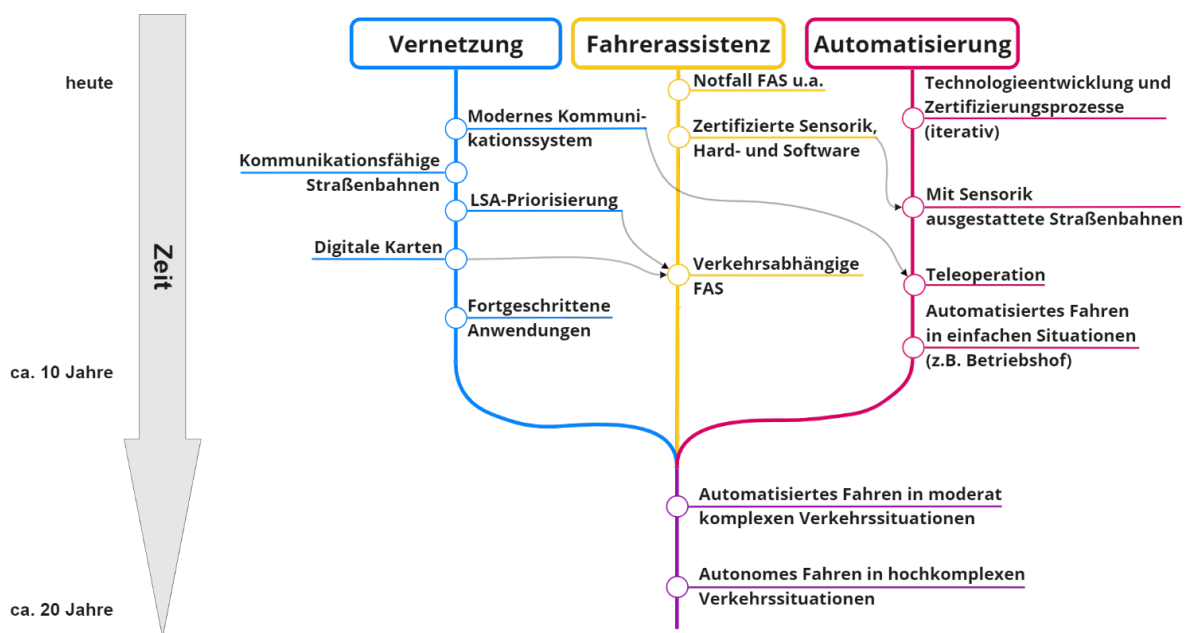 Vernetzung
Fahrerassistenz
Automatisierung
heute
Notfall FAS u.a.
Technologieentwicklung und
Zertifizierungsprozesse
(iterativ)
Modernes Kommuni-
kationssystem
Zertifizierte Sensorik,
Hard- und Software
Kommunikationsfähige
Straßenbahnen
LSA-Priorisierung
Mit Sensorik
ausgestattete Straßenbahnen
Digitale Karten
Zeit
Verkehrsabhängige
FAS
Teleoperation
Fortgeschrittene
Anwendungen
Automatisiertes Fahren
in einfachen Situationen
(z.B. Betriebshof)
ca. 10 Jahre
Automatisiertes Fahren in moderat
komplexen Verkehrssituationen
Autonomes Fahren in hochkomplexen
Verkehrssituationen
ca. 20 Jahre